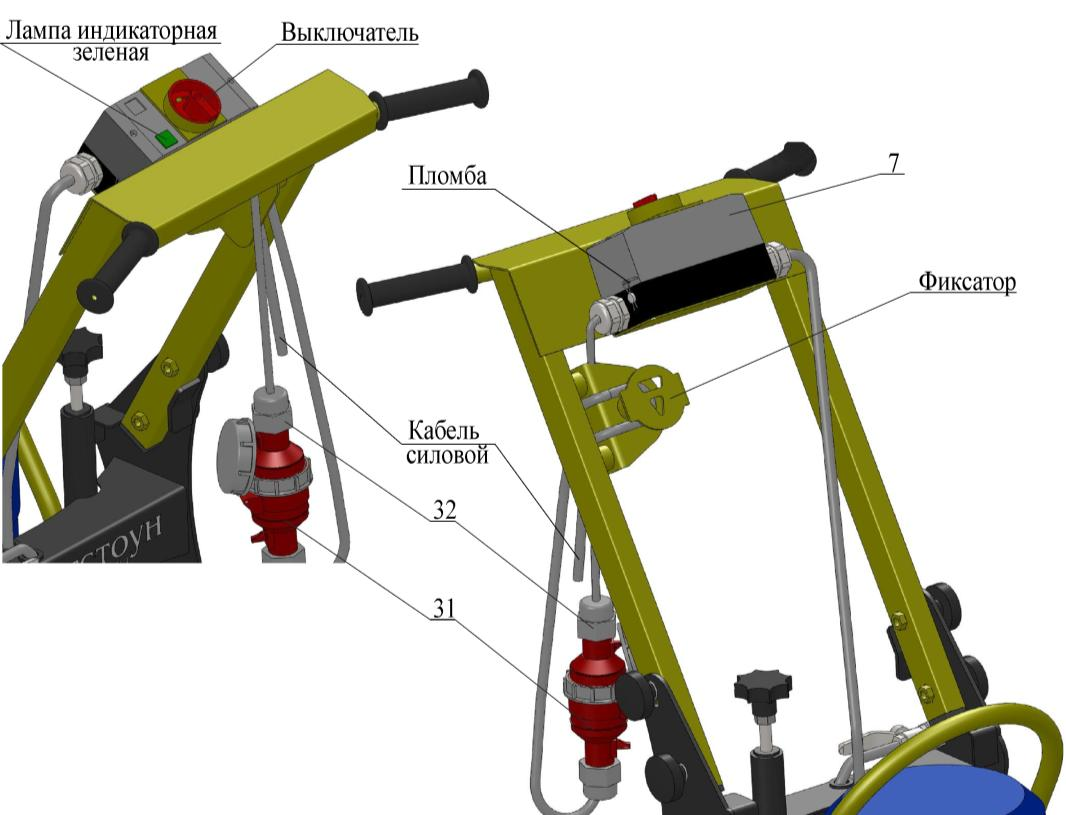 Лампа индикаторная
зеленая
Выключатель
Пломба
7
Фиксатор
Кабель
силовой
32
31
СТОУН